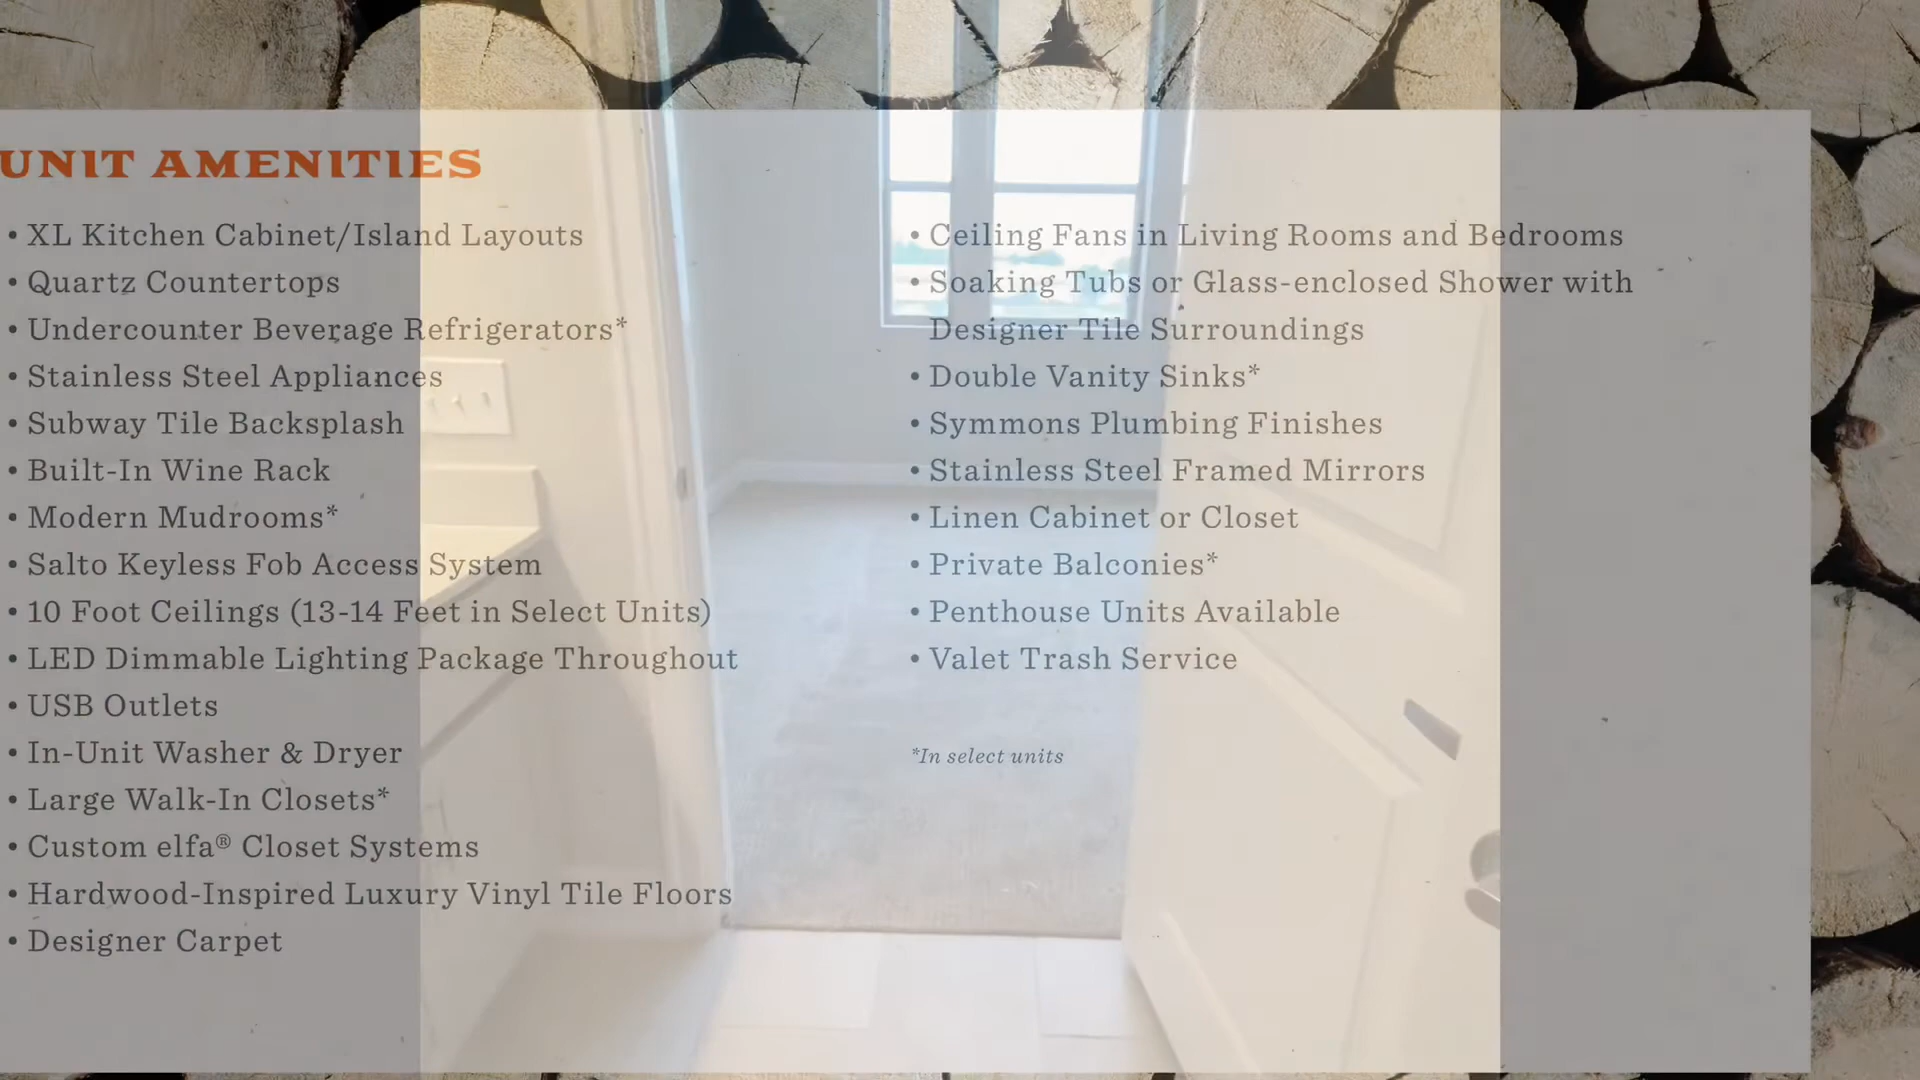 UNIT AMENITIES
• XL Kitchen Cabinet/Island Layouts
• Quartz Countertops
• Undercounter Beverage Refrigerators*
• Stainless Steel Appliances
• Subway Tile Backsplash
• Built-In Wine Rack
• Modern Mudrooms*
• Salto Keyless Fob Access System
• 10 Foot Ceilings (13-14 Feet in Select Units)
• LED Dimmable Lighting Package Throughout
• USB Outlets
• In-Unit Washer & Dryer
• Large Walk-In Closets*
• Custom elfa® Closet Systems
• Hardwood-Inspired Luxury Vinyl Tile Floors
• Designer Carpet
• Ceiling Fans in Living Rooms and Bedrooms
• Soaking Tubs or Glass-enclosed Shower with
Designer Tile Surroundings
• Double Vanity Sinks*
• Symmons Plumbing Finishes
• Stainless Steel Framed Mirrors
• Linen Cabinet or Closet
• Private Balconies*
• Penthouse Units Available
• Valet Trash Service
*In select units